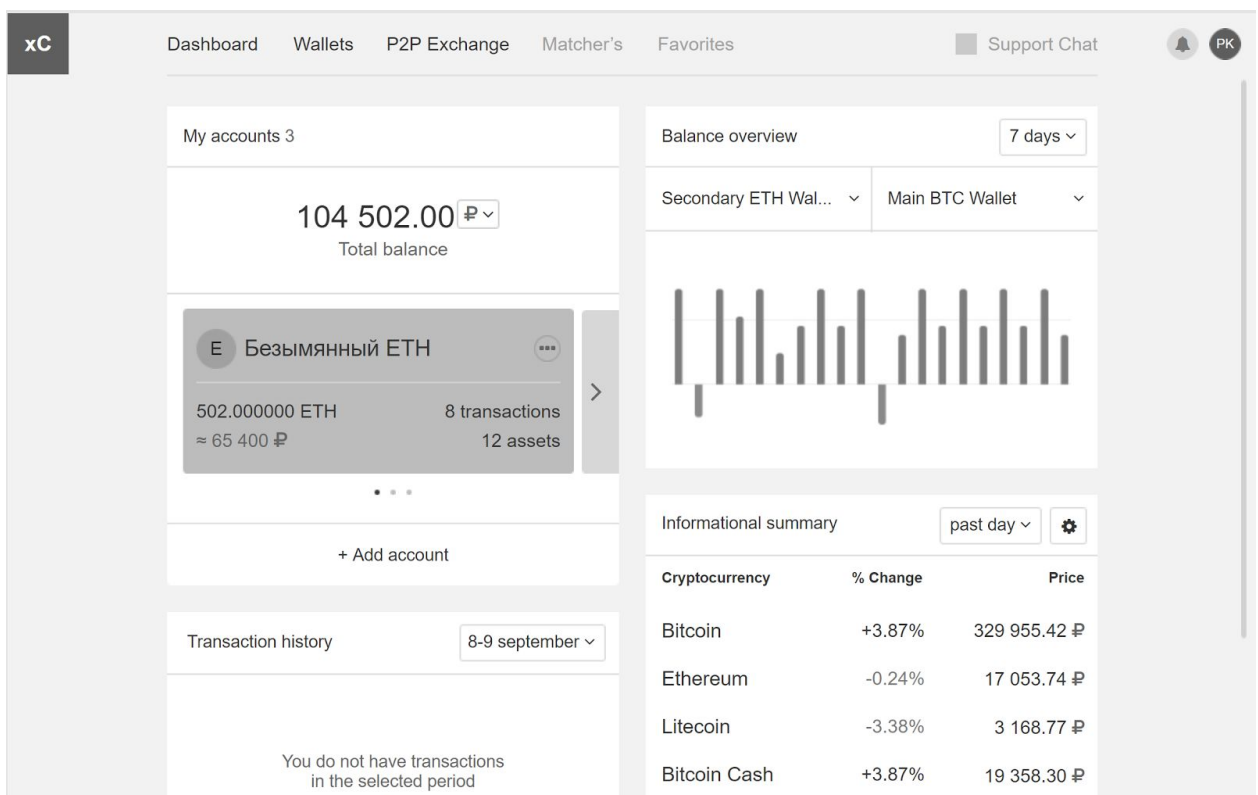 xC
Dashboard Wallets P2P Exchange Matcher's Favorites Support Chat PK
My accounts 3
104 502.00 ₽
Total balance
E Безымянный ETH
502.000000 ETH 8 transactions
≈ 65 400 ₽ 12 assets
+ Add account
Transaction history 8-9 september
You do not have transactions
in the selected period
Balance overview 7 days
Secondary ETH Wal... Main BTC Wallet
Informational summary past day
Cryptocurrency % Change Price
Bitcoin +3.87% 329 955.42 ₽
Ethereum -0.24% 17 053.74 ₽
Litecoin -3.38% 3 168.77 ₽
Bitcoin Cash +3.87% 19 358.30 ₽